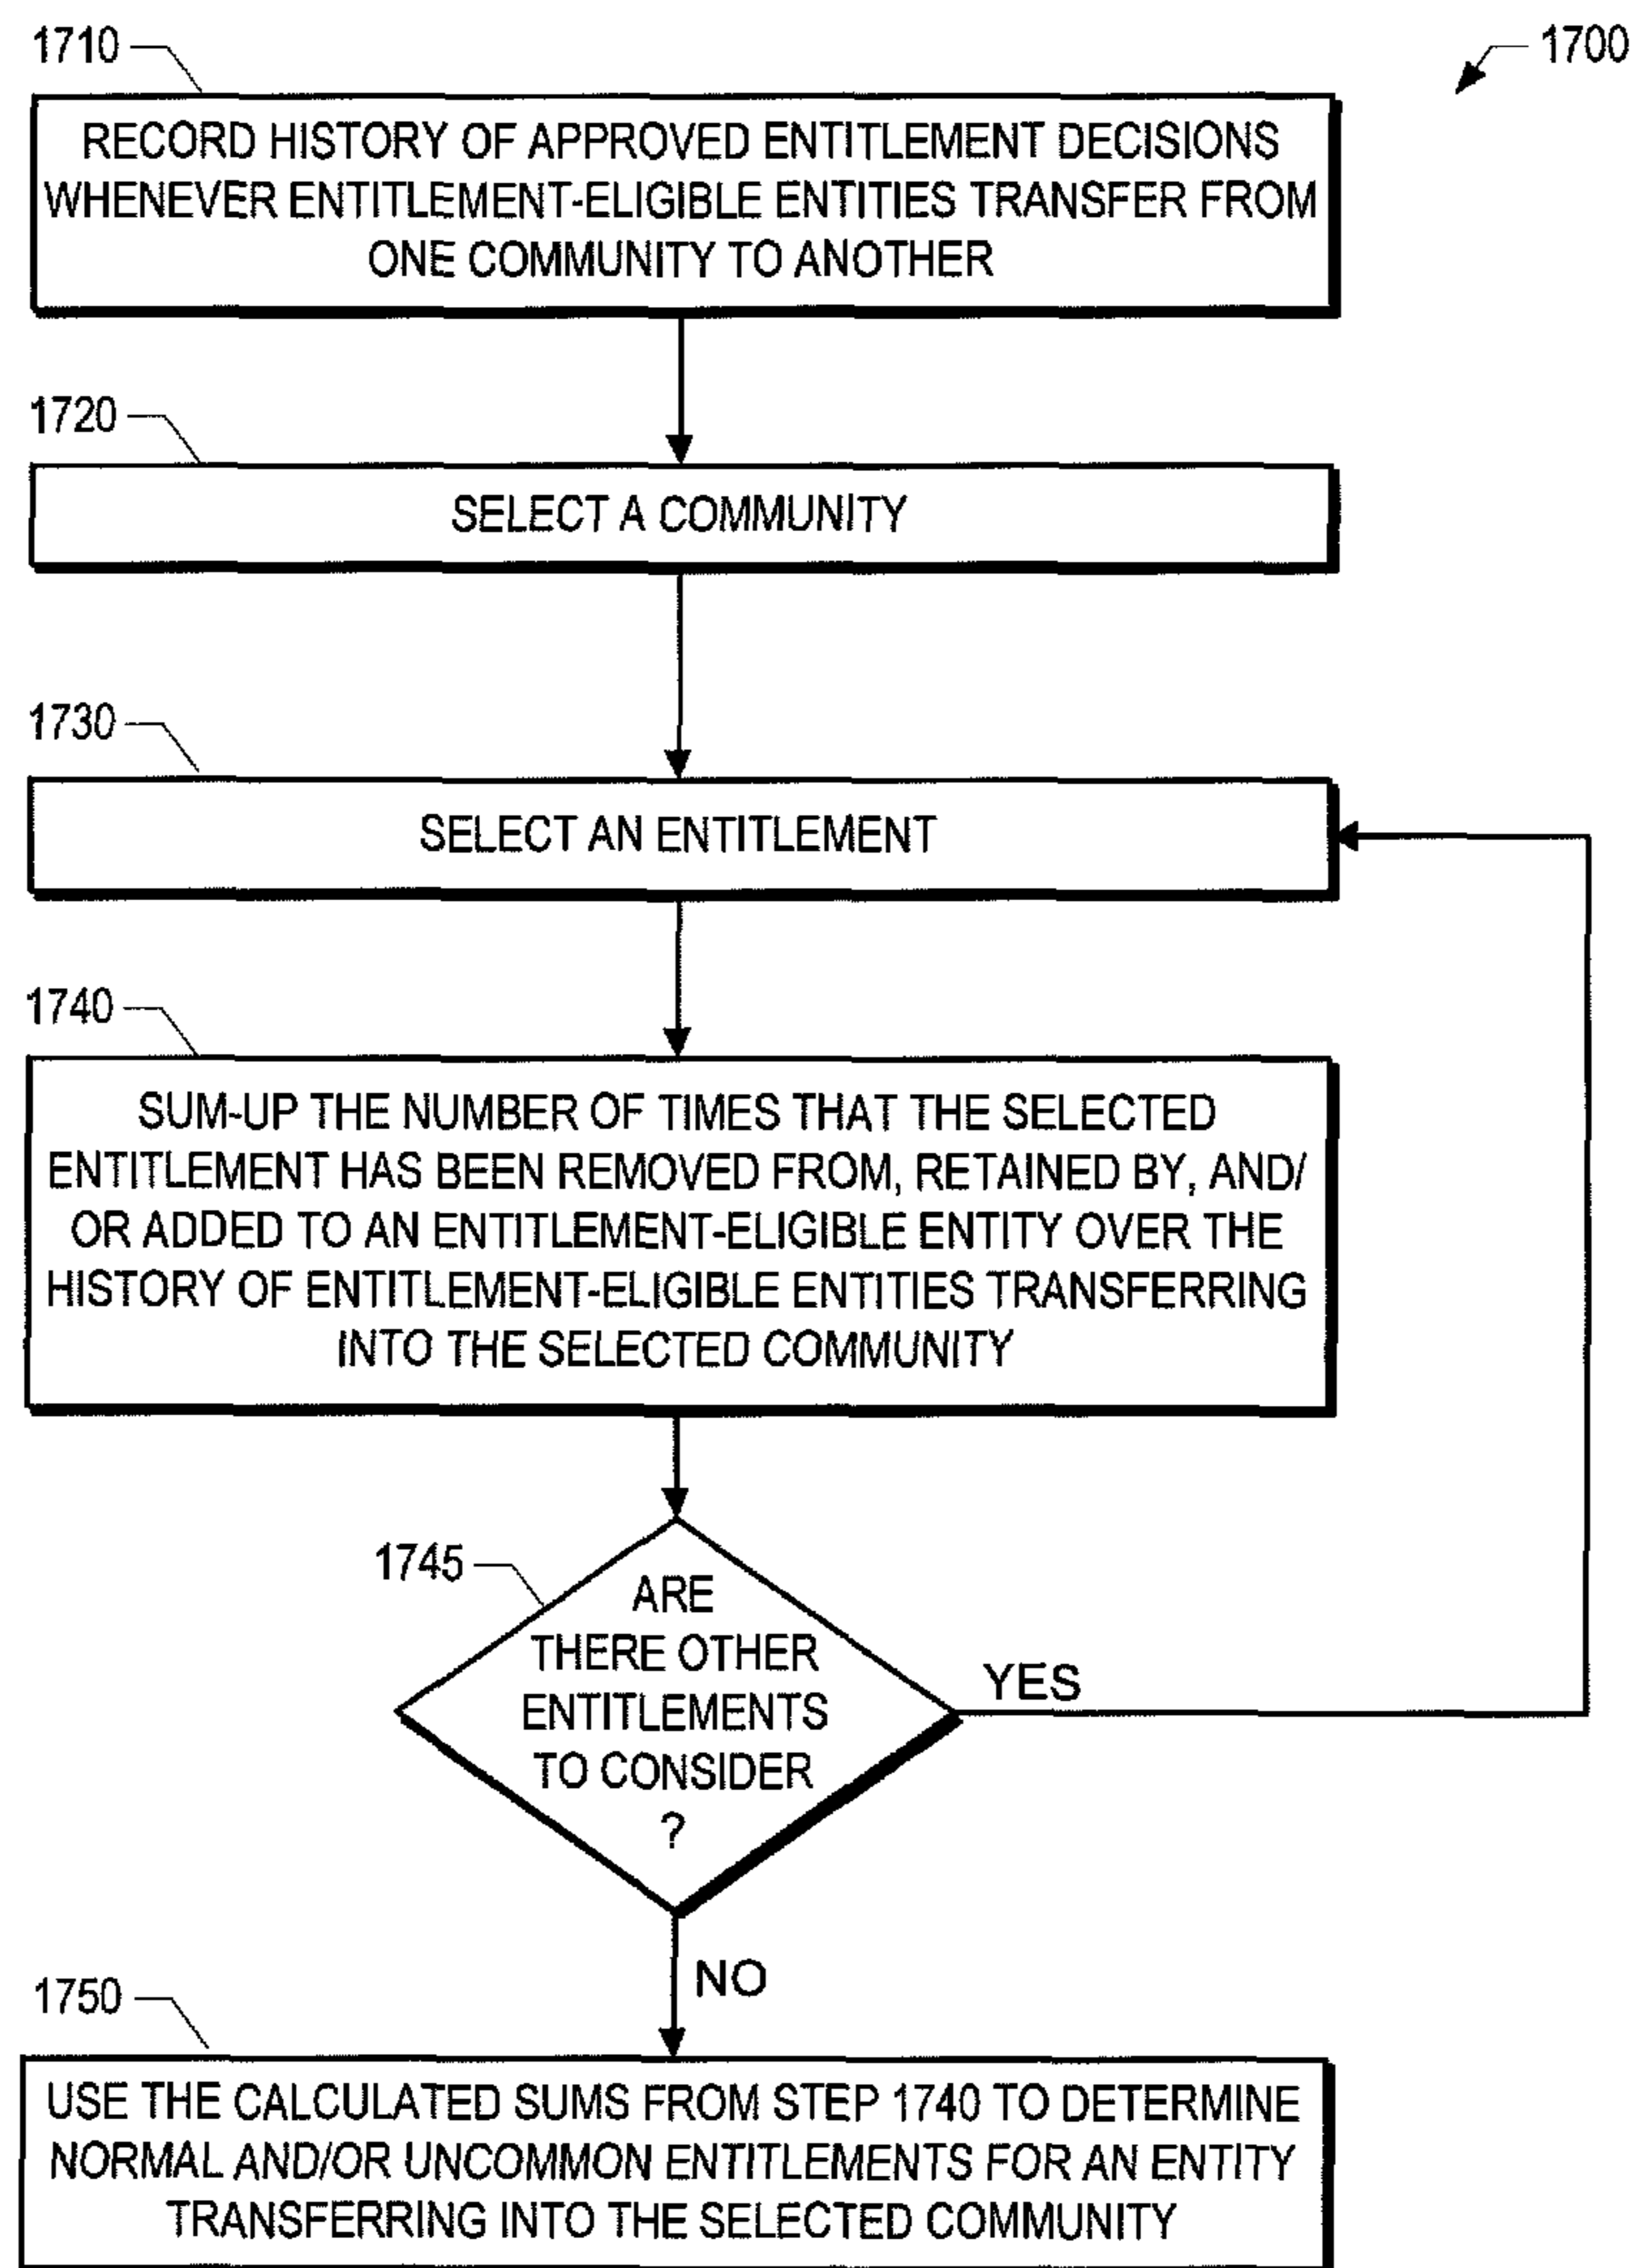 1710
1700
RECORD HISTORY OF APPROVED ENTITLEMENT DECISIONS
WHENEVER ENTITLEMENT-ELIGIBLE ENTITIES TRANSFER FROM
ONE COMMUNITY TO ANOTHER
1720
SELECT A COMMUNITY
1730
SELECT AN ENTITLEMENT
1740
SUM-UP THE NUMBER OF TIMES THAT THE SELECTED
ENTITLEMENT HAS BEEN REMOVED FROM, RETAINED BY, AND/
OR ADDED TO AN ENTITLEMENT-ELIGIBLE ENTITY OVER THE
HISTORY OF ENTITLEMENT-ELIGIBLE ENTITIES TRANSFERRING
INTO THE SELECTED COMMUNITY
1745
ARE
THERE OTHER
ENTITLEMENTS
TO CONSIDER
?
YES
NO
1750
USE THE CALCULATED SUMS FROM STEP 1740 TO DETERMINE
NORMAL AND/OR UNCOMMON ENTITLEMENTS FOR AN ENTITY
TRANSFERRING INTO THE SELECTED COMMUNITY